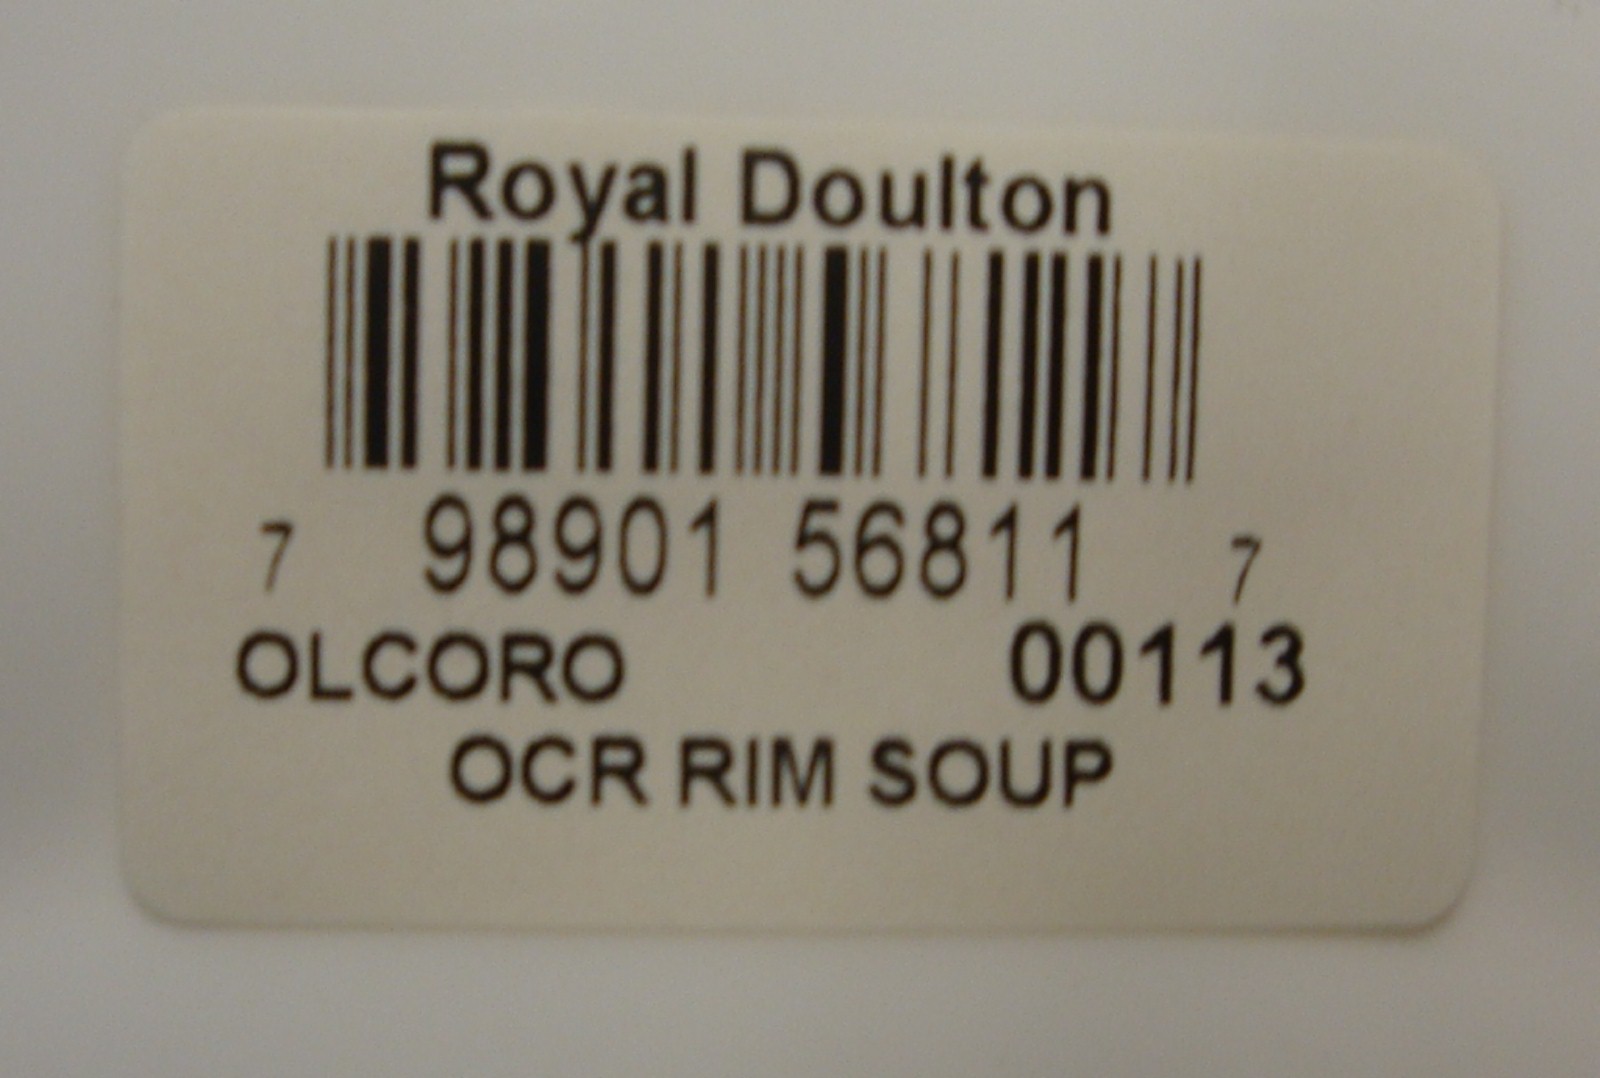 Royal Doulton
7 98901 56811 7
OLCORO 00113
OCR RIM SOUP